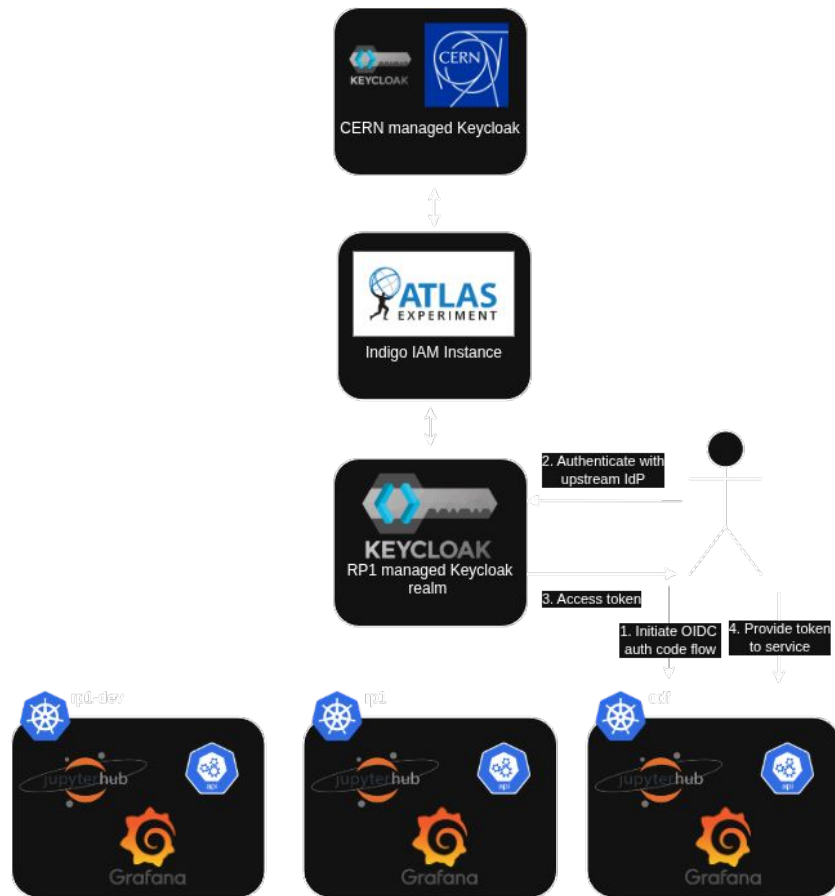 KEYCLOAK
CERN
CERN managed Keycloak
ATLAS
EXPERIMENT
Indigo IAM Instance
2. Authenticate with
upstream IdP
KEYCLOAK
RP1 managed Keycloak
realm
3. Access token
1. Initiate OIDC
auth code flow
4. Provide token
to service
rp1-dev
jupyterhub
api
Grafana
rp1
jupyterhub
api
Grafana
jupyterhub
api
Grafana